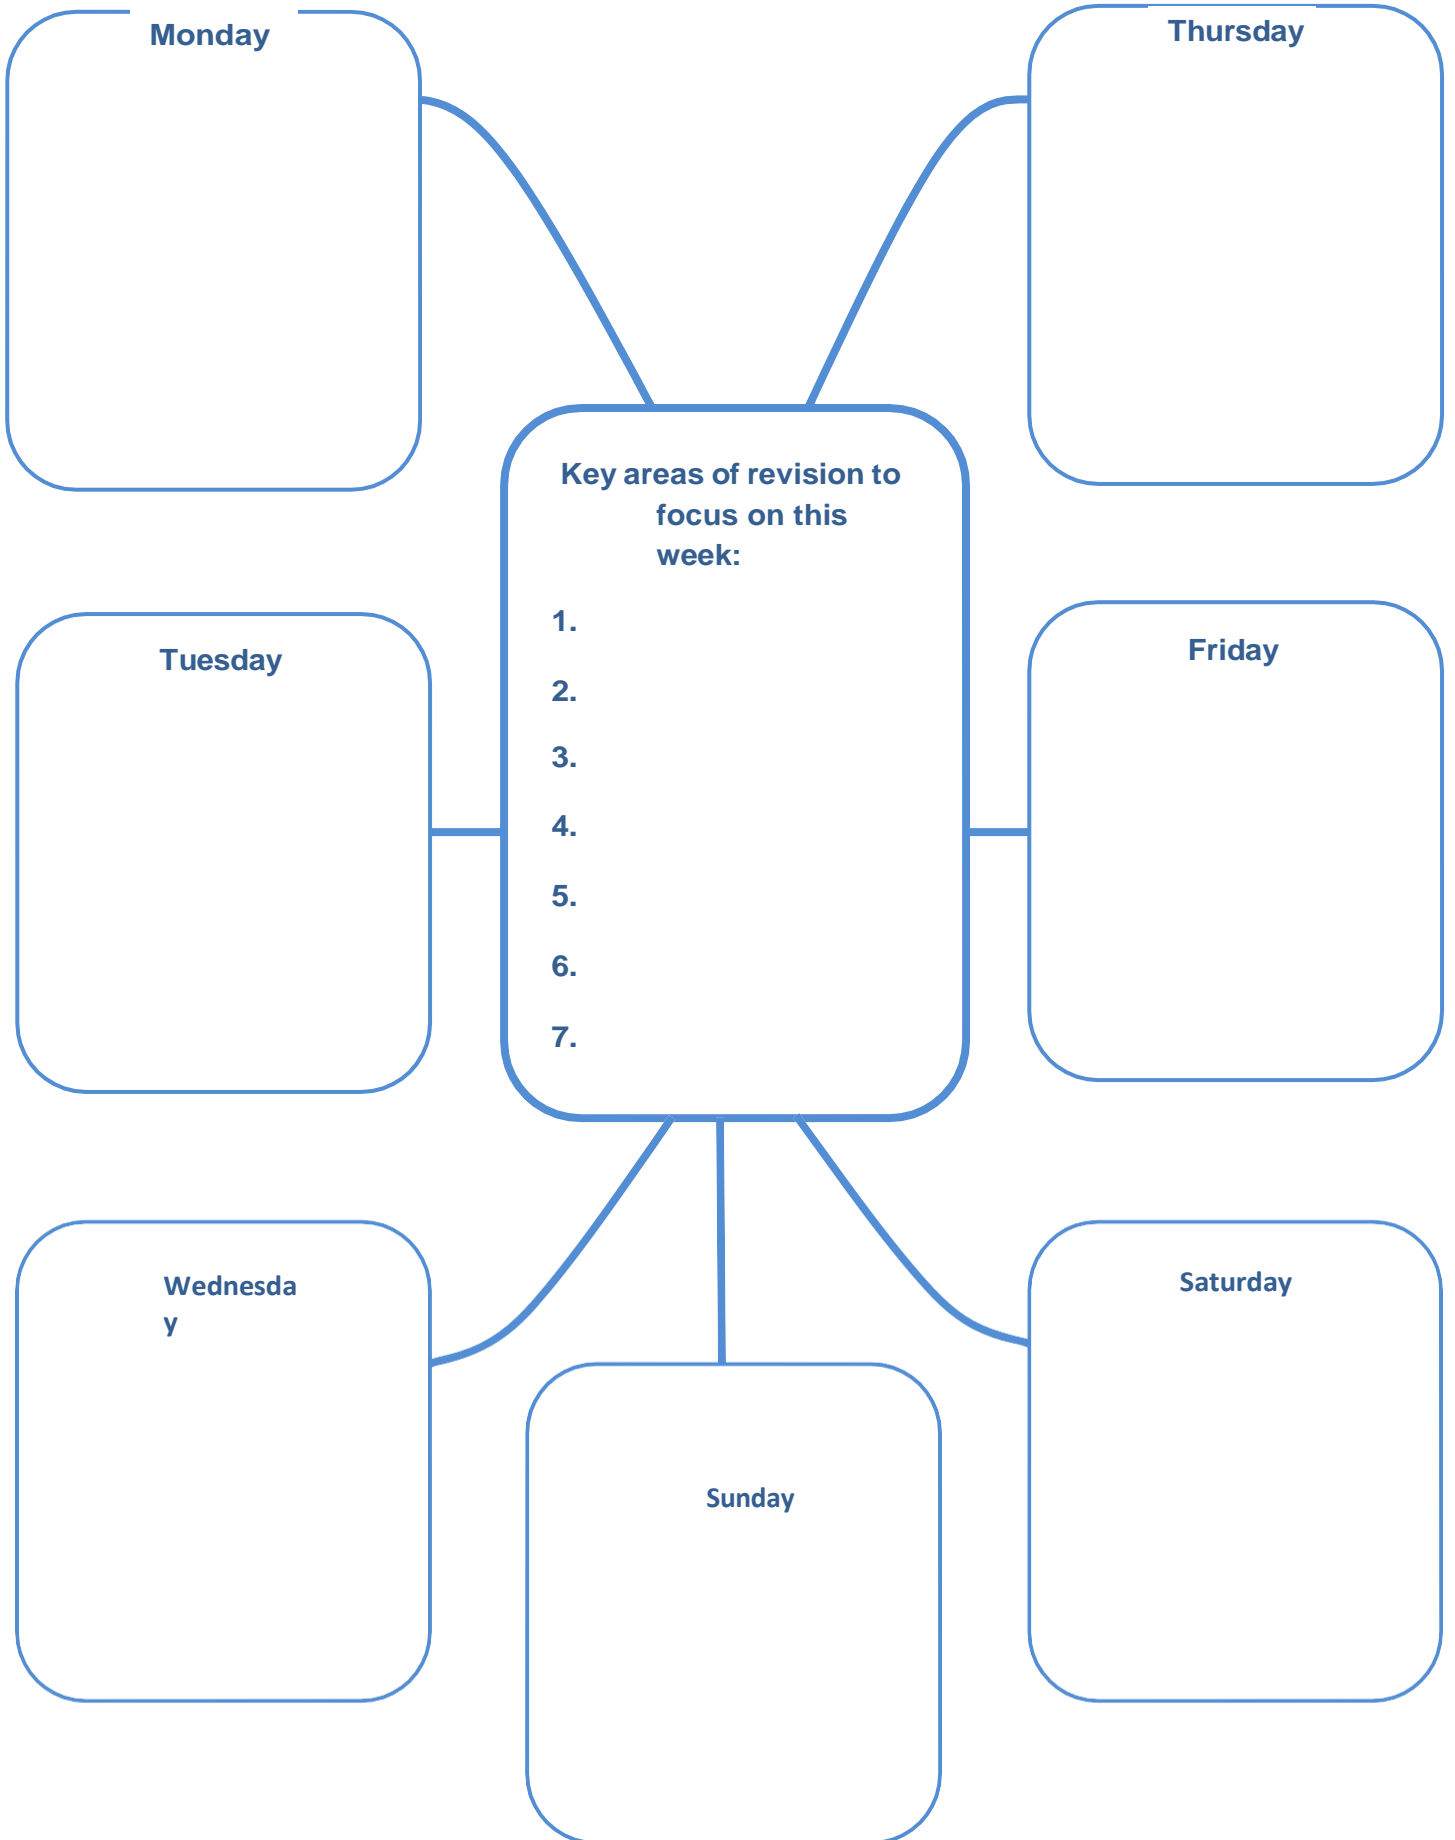 Monday
Thursday
Key areas of revision to
focus on this
week:
1.
2.
3.
4.
5.
6.
7.
Tuesday
Friday
Wednesda
y
Saturday
Sunday